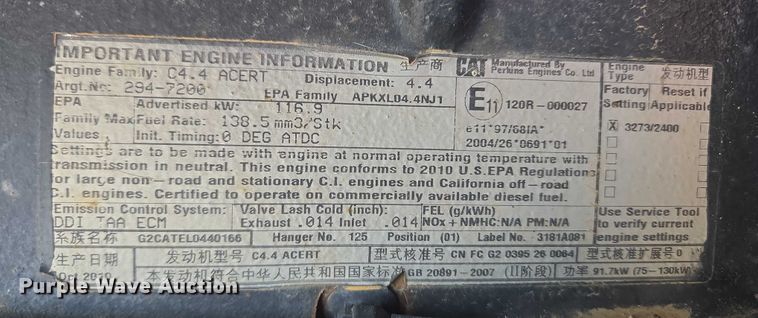 IMPORTANT ENGINE INFORMATION 生产商 CAT Manufactured By Perkins Engines Co. Ltd
Engine Family: C4.4 ACERT Displacement: 4.4
Argt.No: 294-7200 EPA Family APKXL04.4NJ1
EPA Family Values
Advertised kW: 116.9
MaxFuel Rate: 138.5 mm3/Stk
Init. Timing: 0 DEG ATDC
E11 120R-000027
e11*97/68IA*
2004/26*0691*01
Settings are to be made with engine at normal operating temperature with
transmission in neutral. This engine conforms to 2010 U.S.EPA Regulations
for large non-road and stationary C.I. engines and California off-road
C.I. engines. Certified to operate on commercially available diesel fuel.
Engine Type 发动机型
Factory Setting Reset if Applicable
X 3273/2400
Use Service Tool
to verify current
engine settings
Emission Control System: Valve Lash Cold (inch): FEL (g/kWh)
DDI TAA ECM Exhaust .014 Inlet .014 NOx+NMHC:N/A PM:N/A
系族名称 G2CATEL0440166 Hanger No. 125 Position (01) Label No. 3181A081
生产日期 发动机型号 C4.4 ACERT 型式核准号 CN FC G2 0395 26 0064 型式核准扩展号 0
2010 本发动机符合中华人民共和国国家标准 GB 20891-2007 (II阶段) 功率 91.7kW (75-130kW)
Purple Wave Auction